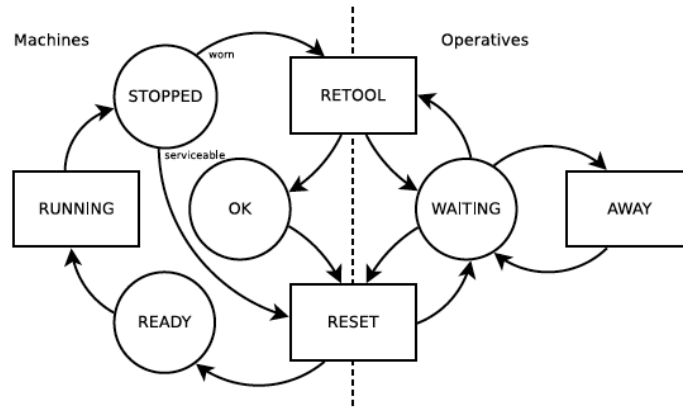 Machines
Operatives
worn
STOPPED
RETOOL
serviceable
RUNNING
OK
WAITING
AWAY
READY
RESET